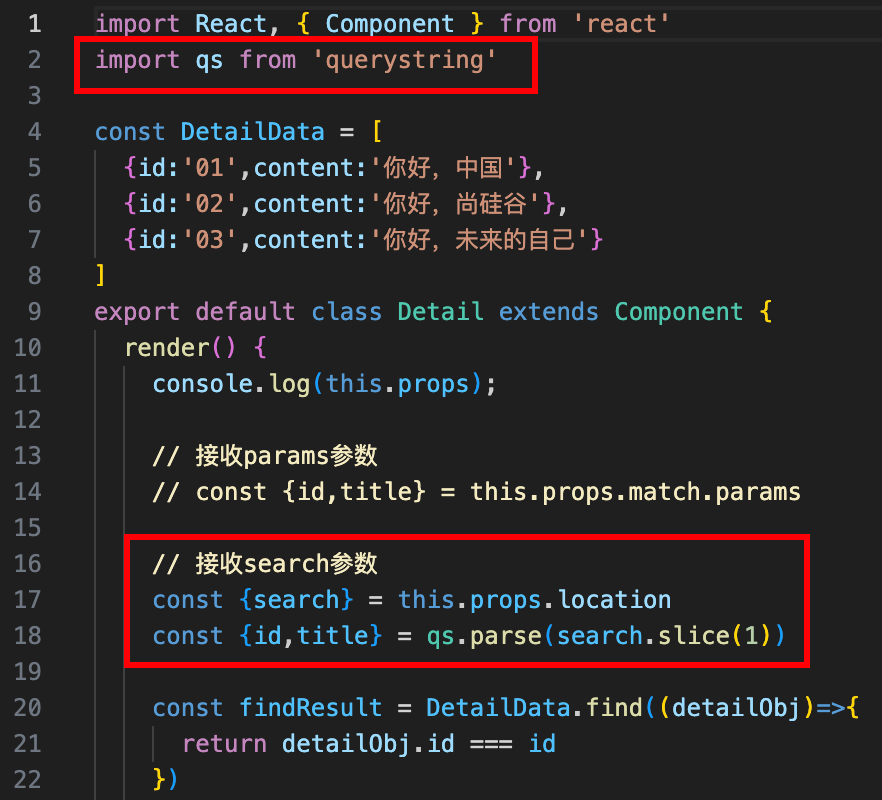 1 import React, { Component } from 'react'
2 import qs from 'querystring'
3
4 const DetailData = [
5   {id:'01',content:'你好，中国'},
6   {id:'02',content:'你好，尚硅谷'},
7   {id:'03',content:'你好，未来的自己'}
8 ]
9 export default class Detail extends Component {
10   render() {
11     console.log(this.props);
12
13     // 接收params参数
14     // const {id,title} = this.props.match.params
15
16     // 接收search参数
17     const {search} = this.props.location
18     const {id,title} = qs.parse(search.slice(1))
19
20     const findResult = DetailData.find((detailObj)=>{
21       return detailObj.id === id
22     })